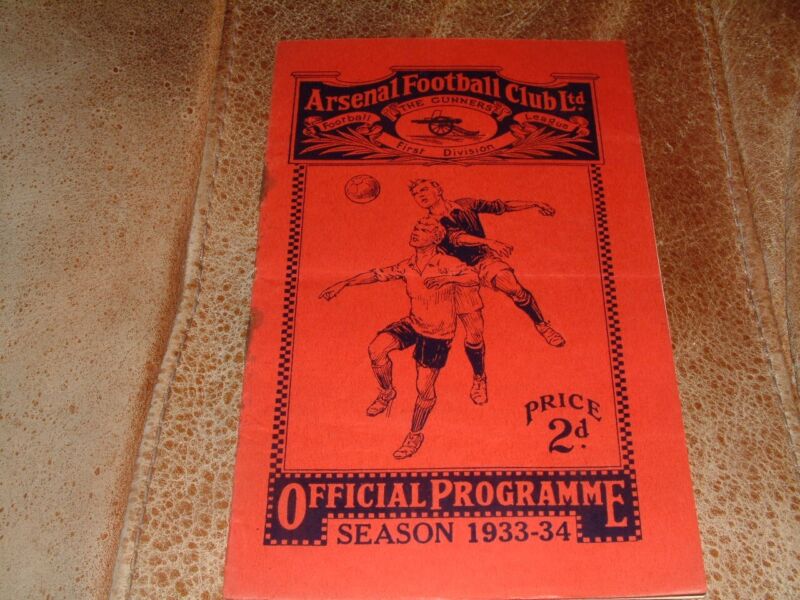 Arsenal Football Club Ltd.
THE GUNNERS
Football League
First Division
PRICE
2d.
OFFICIAL PROGRAMME
SEASON 1933-34